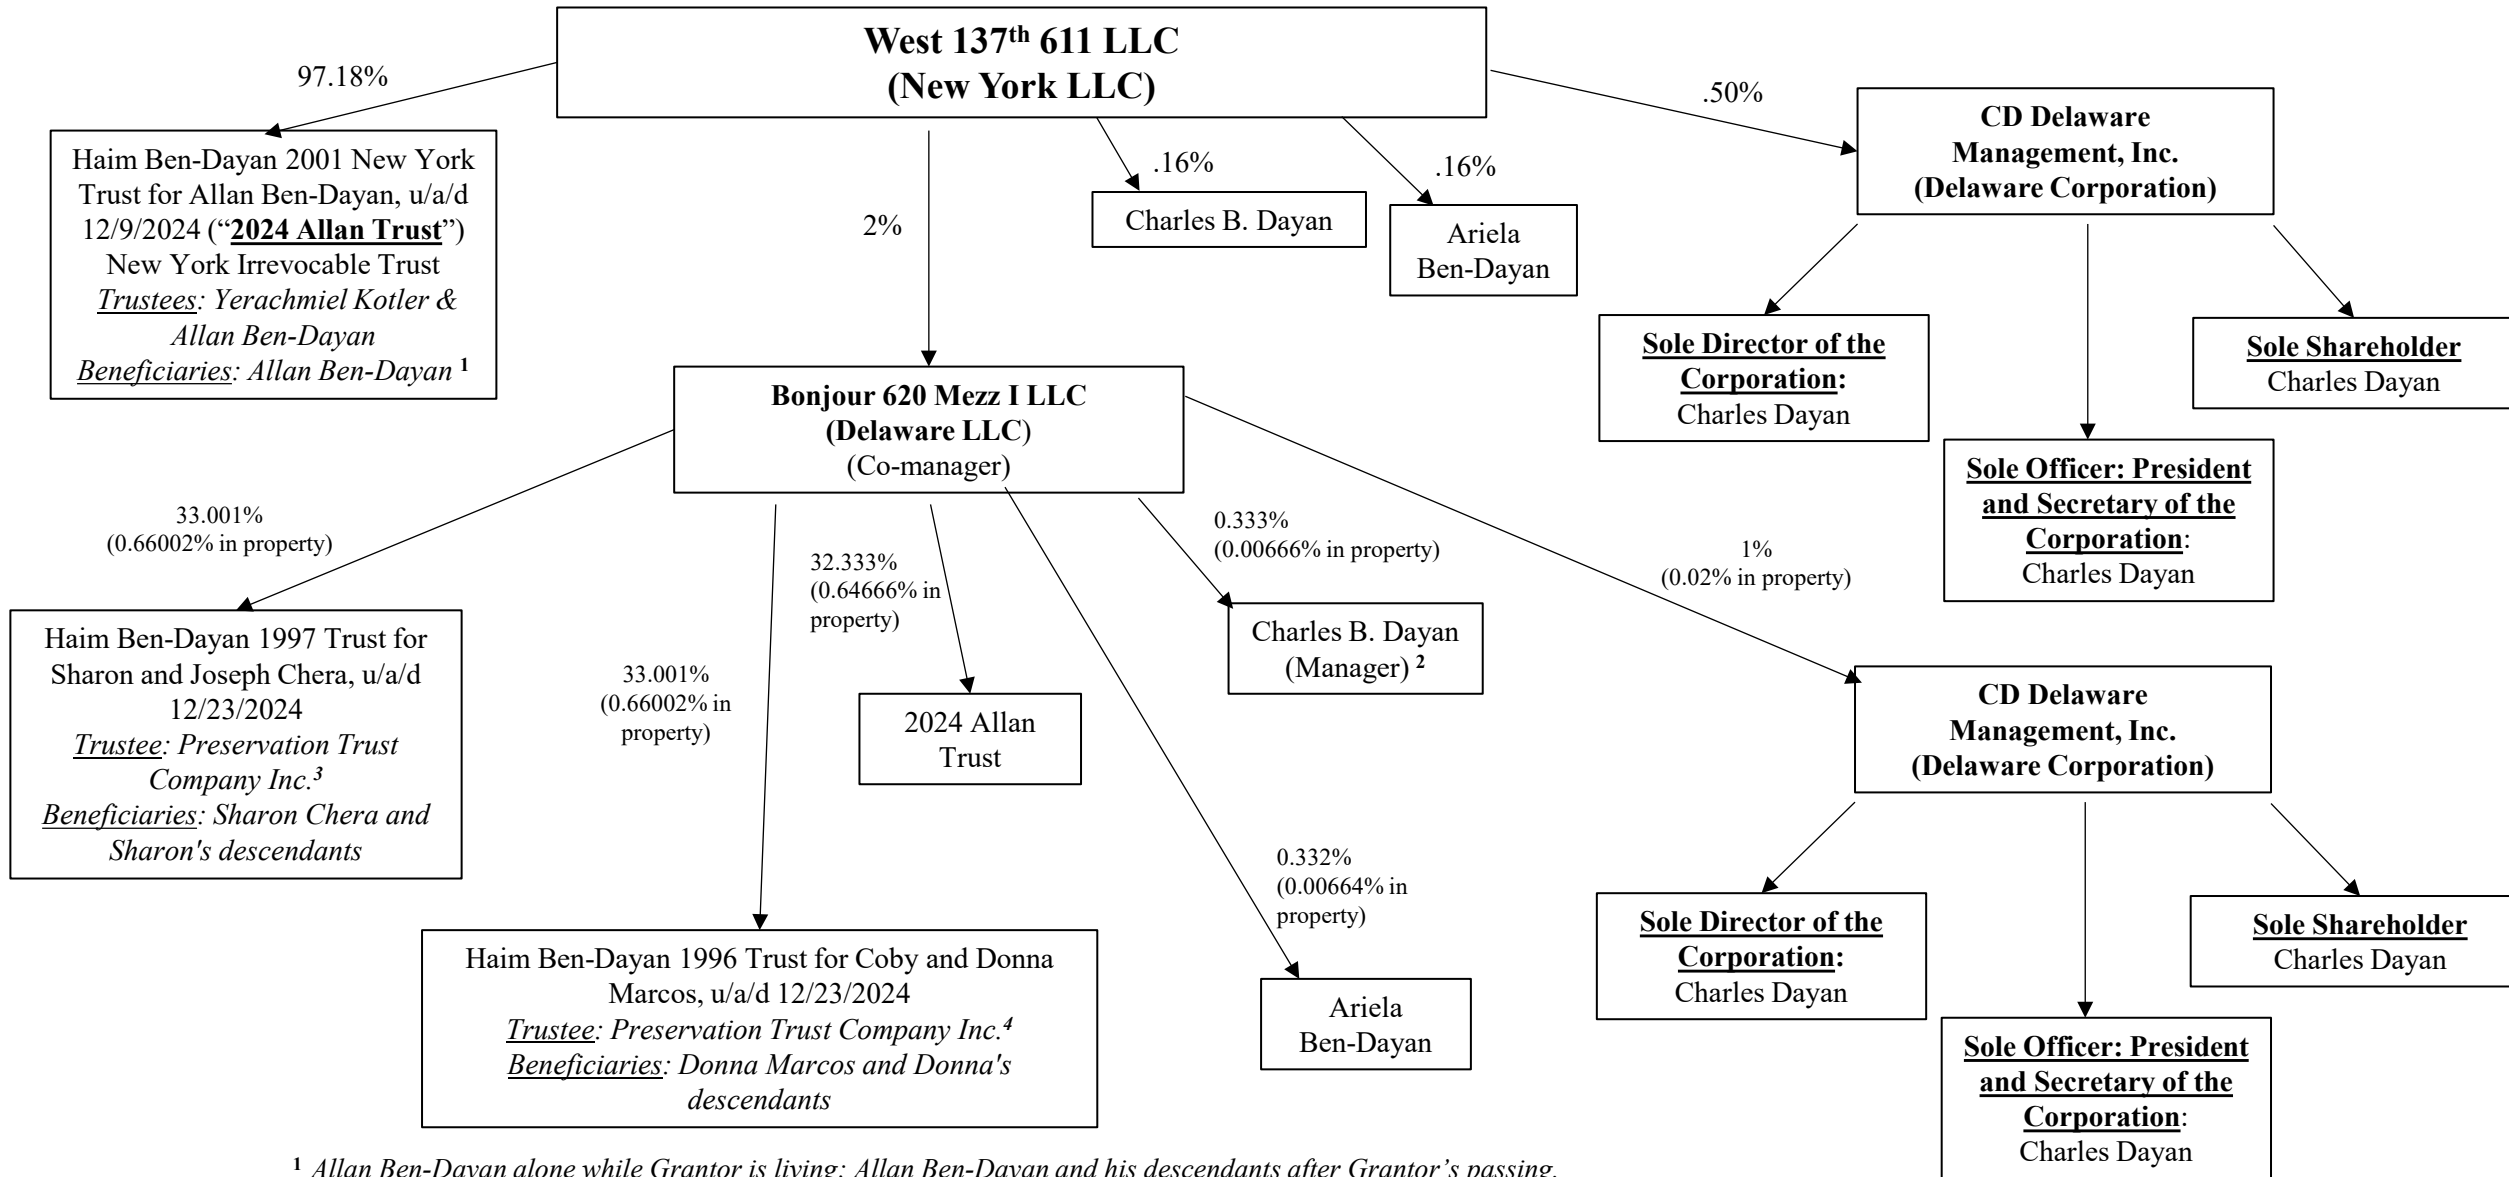 West 137th 611 LLC
(New York LLC)
97.18%
.50%
2%
.16%
.16%
Haim Ben-Dayan 2001 New York
Trust for Allan Ben-Dayan, u/a/d
12/9/2024 (“2024 Allan Trust”)
New York Irrevocable Trust
Trustees: Yerachmiel Kotler &
Allan Ben-Dayan
Beneficiaries: Allan Ben-Dayan 1
Charles B. Dayan
Ariela
Ben-Dayan
CD Delaware
Management, Inc.
(Delaware Corporation)
Sole Director of the
Corporation:
Charles Dayan
Sole Officer: President
and Secretary of the
Corporation:
Charles Dayan
Sole Shareholder
Charles Dayan
Bonjour 620 Mezz I LLC
(Delaware LLC)
(Co-manager)
33.001%
(0.66002% in property)
33.001%
(0.66002% in
property)
32.333%
(0.64666% in
property)
0.333%
(0.00666% in property)
1%
(0.02% in property)
0.332%
(0.00664% in
property)
Haim Ben-Dayan 1997 Trust for
Sharon and Joseph Chera, u/a/d
12/23/2024
Trustee: Preservation Trust
Company Inc.3
Beneficiaries: Sharon Chera and
Sharon's descendants
Haim Ben-Dayan 1996 Trust for Coby and Donna
Marcos, u/a/d 12/23/2024
Trustee: Preservation Trust Company Inc.4
Beneficiaries: Donna Marcos and Donna's
descendants
2024 Allan
Trust
Charles B. Dayan
(Manager) 2
Ariela
Ben-Dayan
CD Delaware
Management, Inc.
(Delaware Corporation)
Sole Director of the
Corporation:
Charles Dayan
Sole Officer: President
and Secretary of the
Corporation:
Charles Dayan
Sole Shareholder
Charles Dayan
1 Allan Ben-Dayan alone while Grantor is living; Allan Ben-Dayan and his descendants after Grantor’s passing.